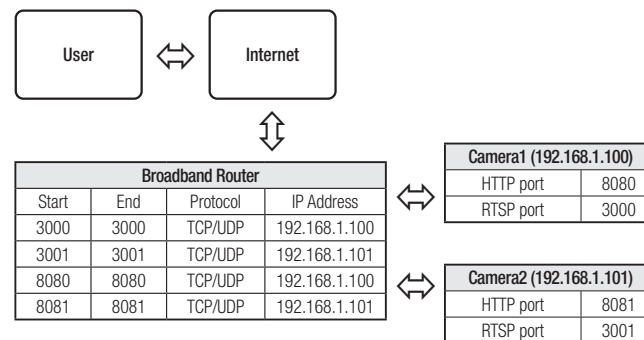 User
Internet
Broadband Router
Start End Protocol IP Address
3000 3000 TCP/UDP 192.168.1.100
3001 3001 TCP/UDP 192.168.1.101
8080 8080 TCP/UDP 192.168.1.100
8081 8081 TCP/UDP 192.168.1.101
Camera1 (192.168.1.100)
HTTP port 8080
RTSP port 3000
Camera2 (192.168.1.101)
HTTP port 8081
RTSP port 3001